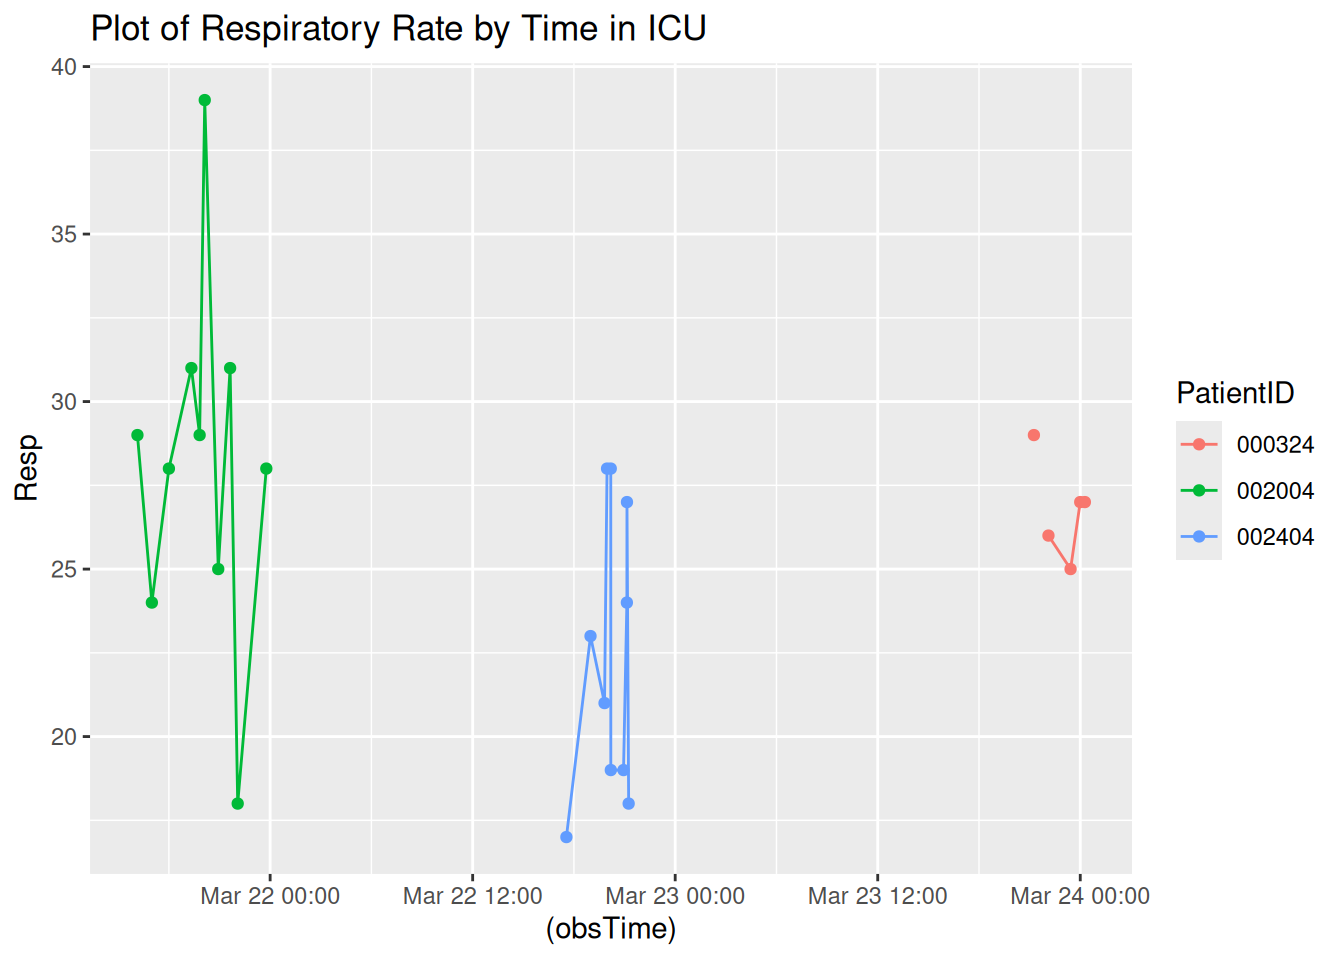 Plot of Respiratory Rate by Time in ICU
40
35
30
25
20
Resp
Mar 22 00:00
Mar 22 12:00
Mar 23 00:00
Mar 23 12:00
Mar 24 00:00
(obsTime)
PatientID
000324
002004
002404